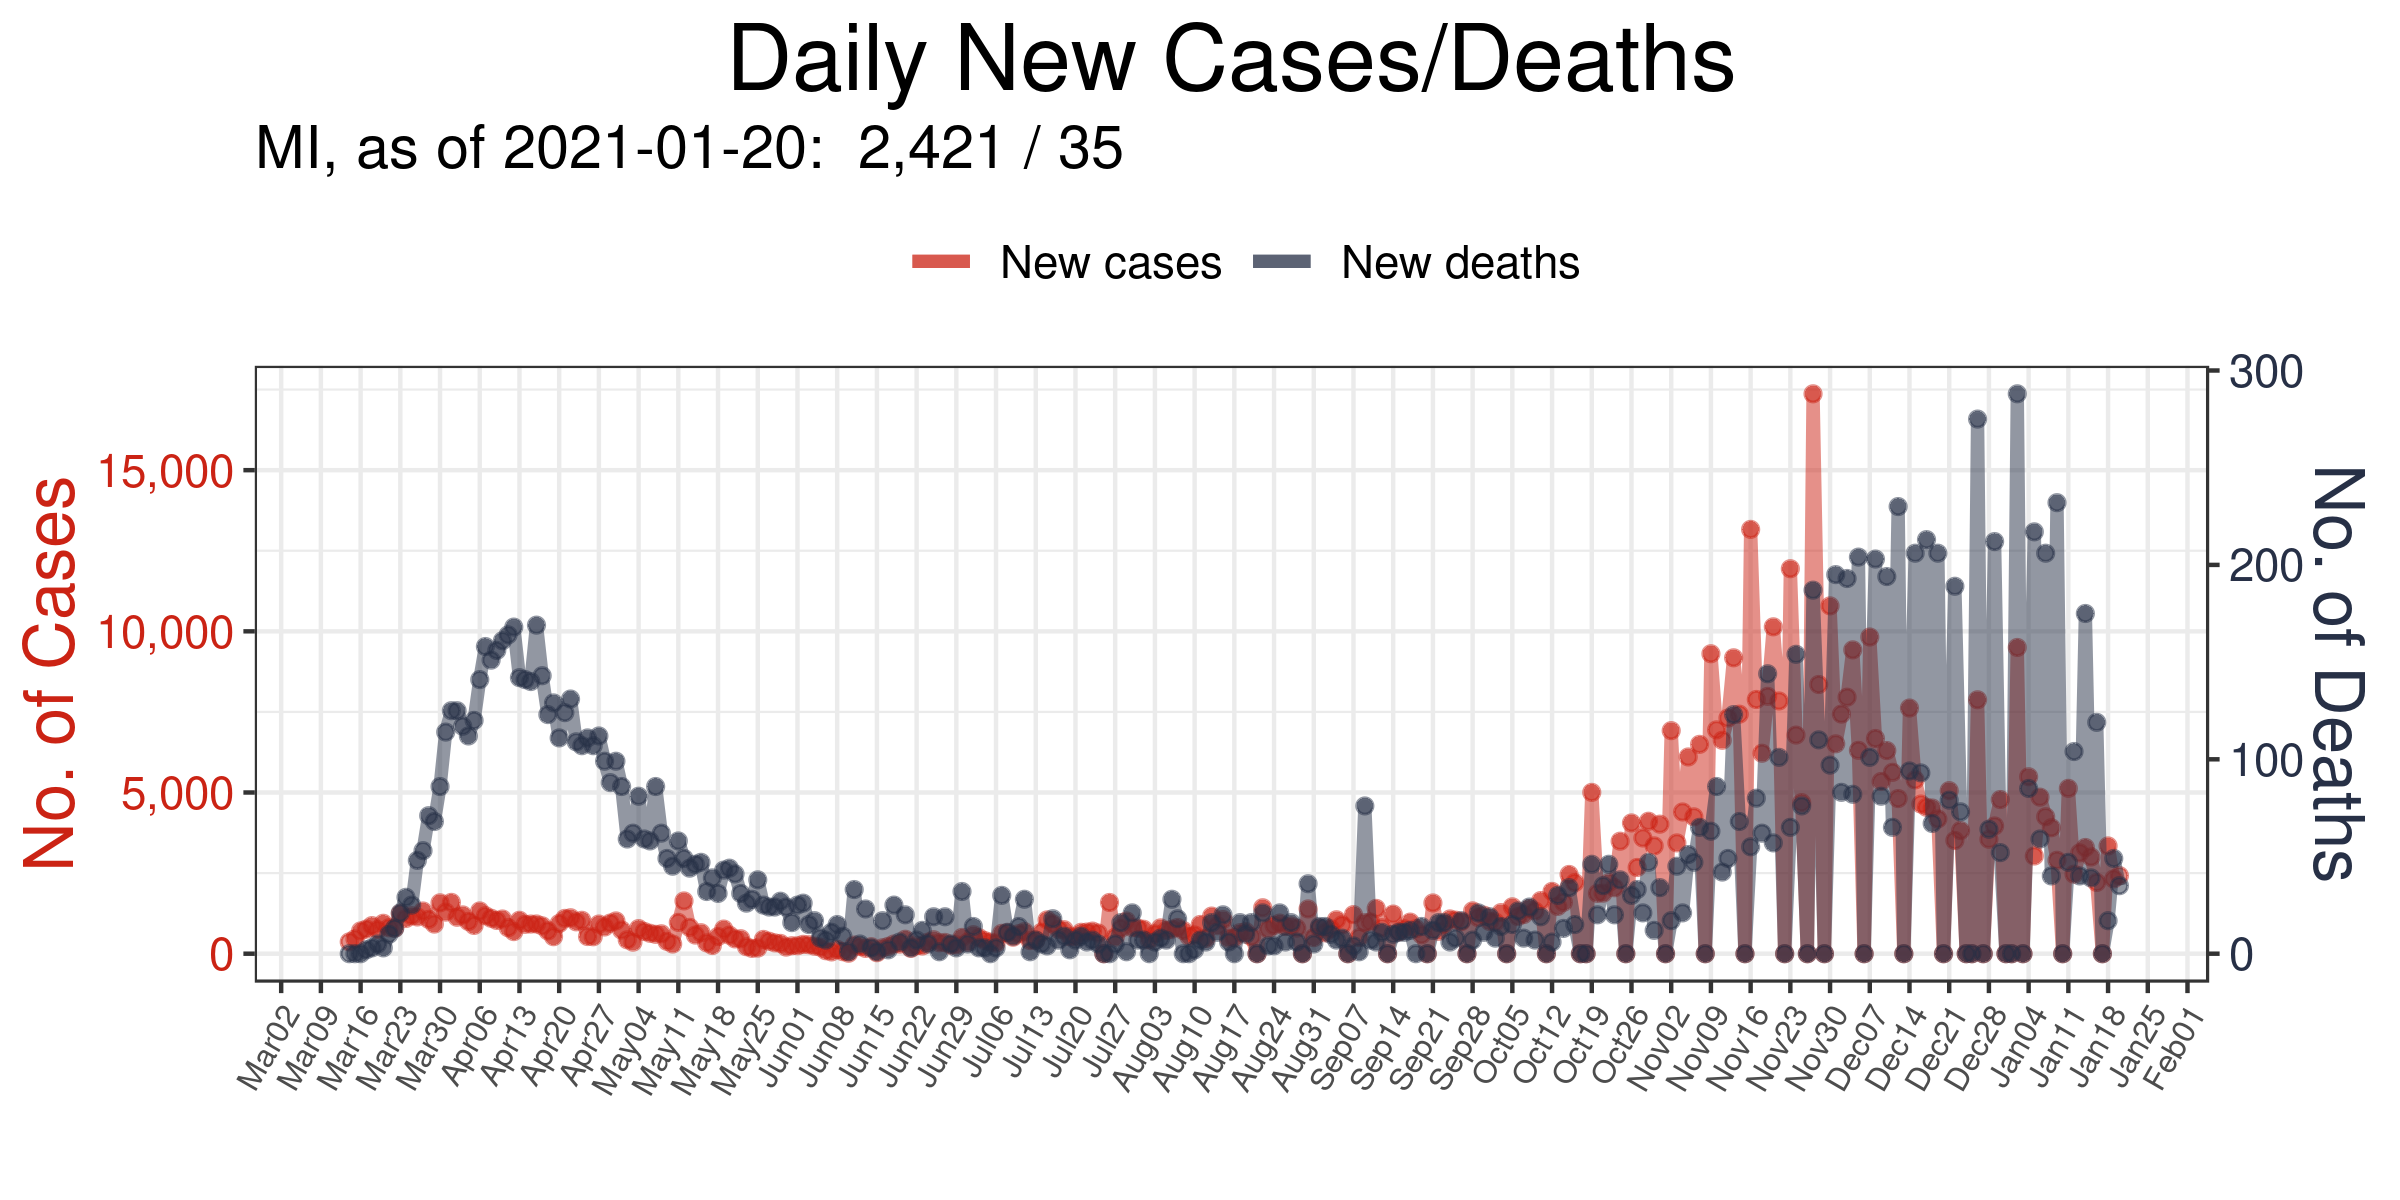 Daily New Cases/Deaths
MI, as of 2021-01-20:  2,421 / 35
New cases
New deaths
No. of Cases
15,000
10,000
5,000
0
300
200
100
0
No. of Deaths
Mar02
Mar09
Mar16
Mar23
Mar30
Apr06
Apr13
Apr20
Apr27
May04
May11
May18
May25
Jun01
Jun08
Jun15
Jun22
Jun29
Jul06
Jul13
Jul20
Jul27
Aug03
Aug10
Aug17
Aug24
Aug31
Sep07
Sep14
Sep21
Sep28
Oct05
Oct12
Oct19
Oct26
Nov02
Nov09
Nov16
Nov23
Nov30
Dec07
Dec14
Dec21
Dec28
Jan04
Jan11
Jan18
Jan25
Feb01